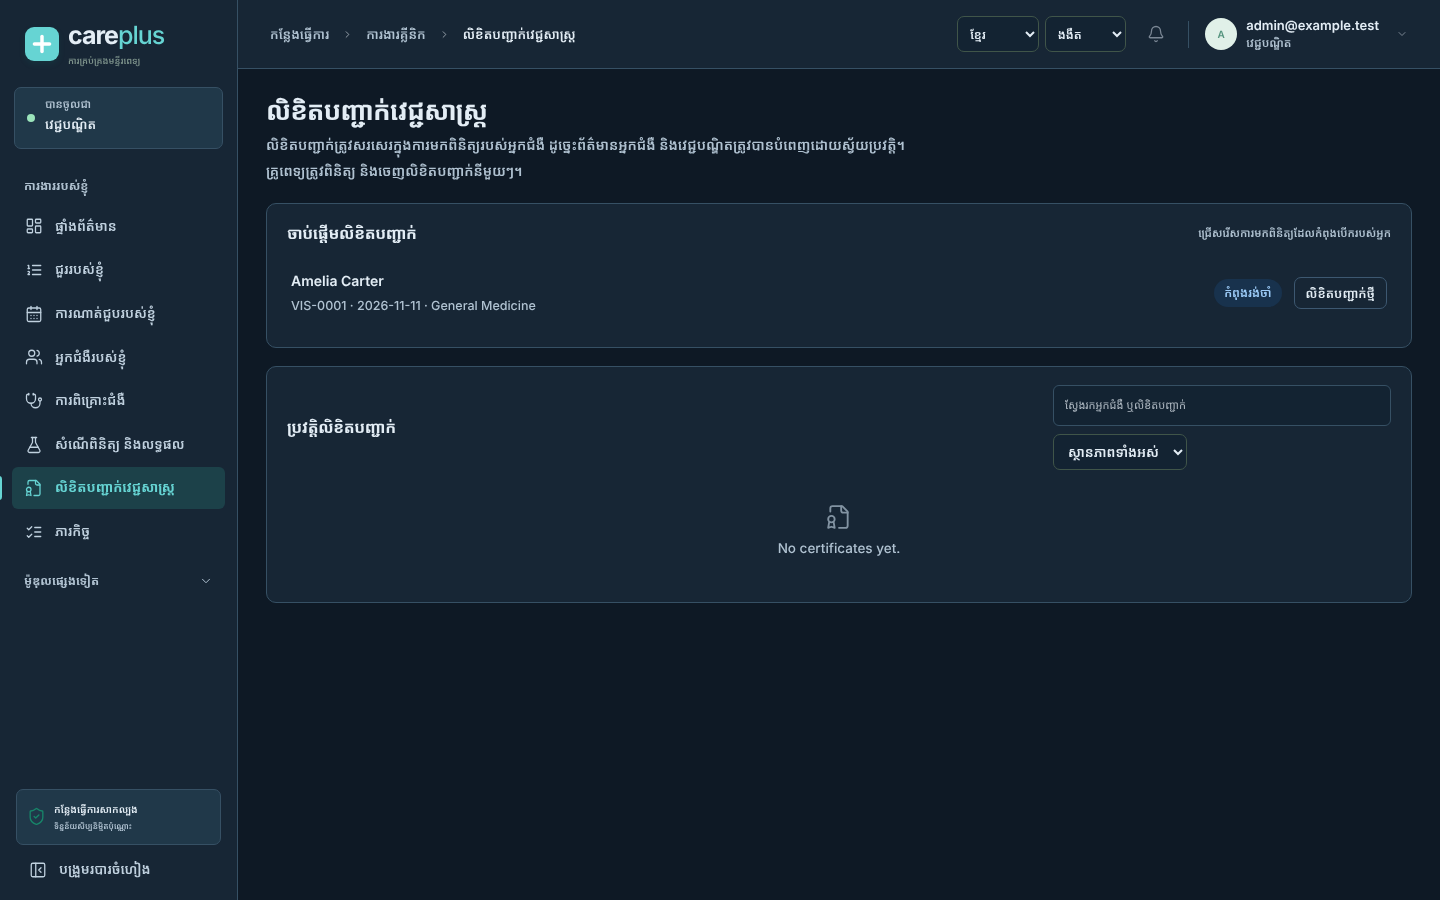 careplus
ការគ្រប់គ្រងមន្ទីរពេទ្យ
បានចូលជា
វេជ្ជបណ្ឌិត
ការងាររបស់ខ្ញុំ
ផ្ទាំងព័ត៌មាន
ជួររបស់ខ្ញុំ
ការណាត់ជួបរបស់ខ្ញុំ
អ្នកជំងឺរបស់ខ្ញុំ
ការពិគ្រោះជំងឺ
សំណើពិនិត្យ និងលទ្ធផល
លិខិតបញ្ជាក់វេជ្ជសាស្ត្រ
ភារកិច្ច
ម៉ូឌុលផ្សេងទៀត
កន្លែងធ្វើការសាកល្បង
ទិន្នន័យសិប្បនិម្មិតប៉ុណ្ណោះ
បង្រួមរបារចំហៀង
កន្លែងធ្វើការ
ការងារគ្លីនិក
លិខិតបញ្ជាក់វេជ្ជសាស្ត្រ
ខ្មែរ
ងងឹត
A
admin@example.test
វេជ្ជបណ្ឌិត
លិខិតបញ្ជាក់វេជ្ជសាស្ត្រ
លិខិតបញ្ជាក់ត្រូវសរសេរក្នុងការមកពិនិត្យរបស់អ្នកជំងឺ ដូច្នេះព័ត៌មានអ្នកជំងឺ និងវេជ្ជបណ្ឌិតត្រូវបានបំពេញដោយស្វ័យប្រវត្តិ។
គ្រូពេទ្យត្រូវពិនិត្យ និងចេញលិខិតបញ្ជាក់នីមួយៗ។
ចាប់ផ្តើមលិខិតបញ្ជាក់
ជ្រើសរើសការមកពិនិត្យដែលកំពុងបើករបស់អ្នក
Amelia Carter
VIS-0001 · 2026-11-11 · General Medicine
កំពុងរង់ចាំ
លិខិតបញ្ជាក់ថ្មី
ប្រវត្តិលិខិតបញ្ជាក់
ស្វែងរកអ្នកជំងឺ ឬលិខិតបញ្ជាក់
ស្ថានភាពទាំងអស់
No certificates yet.